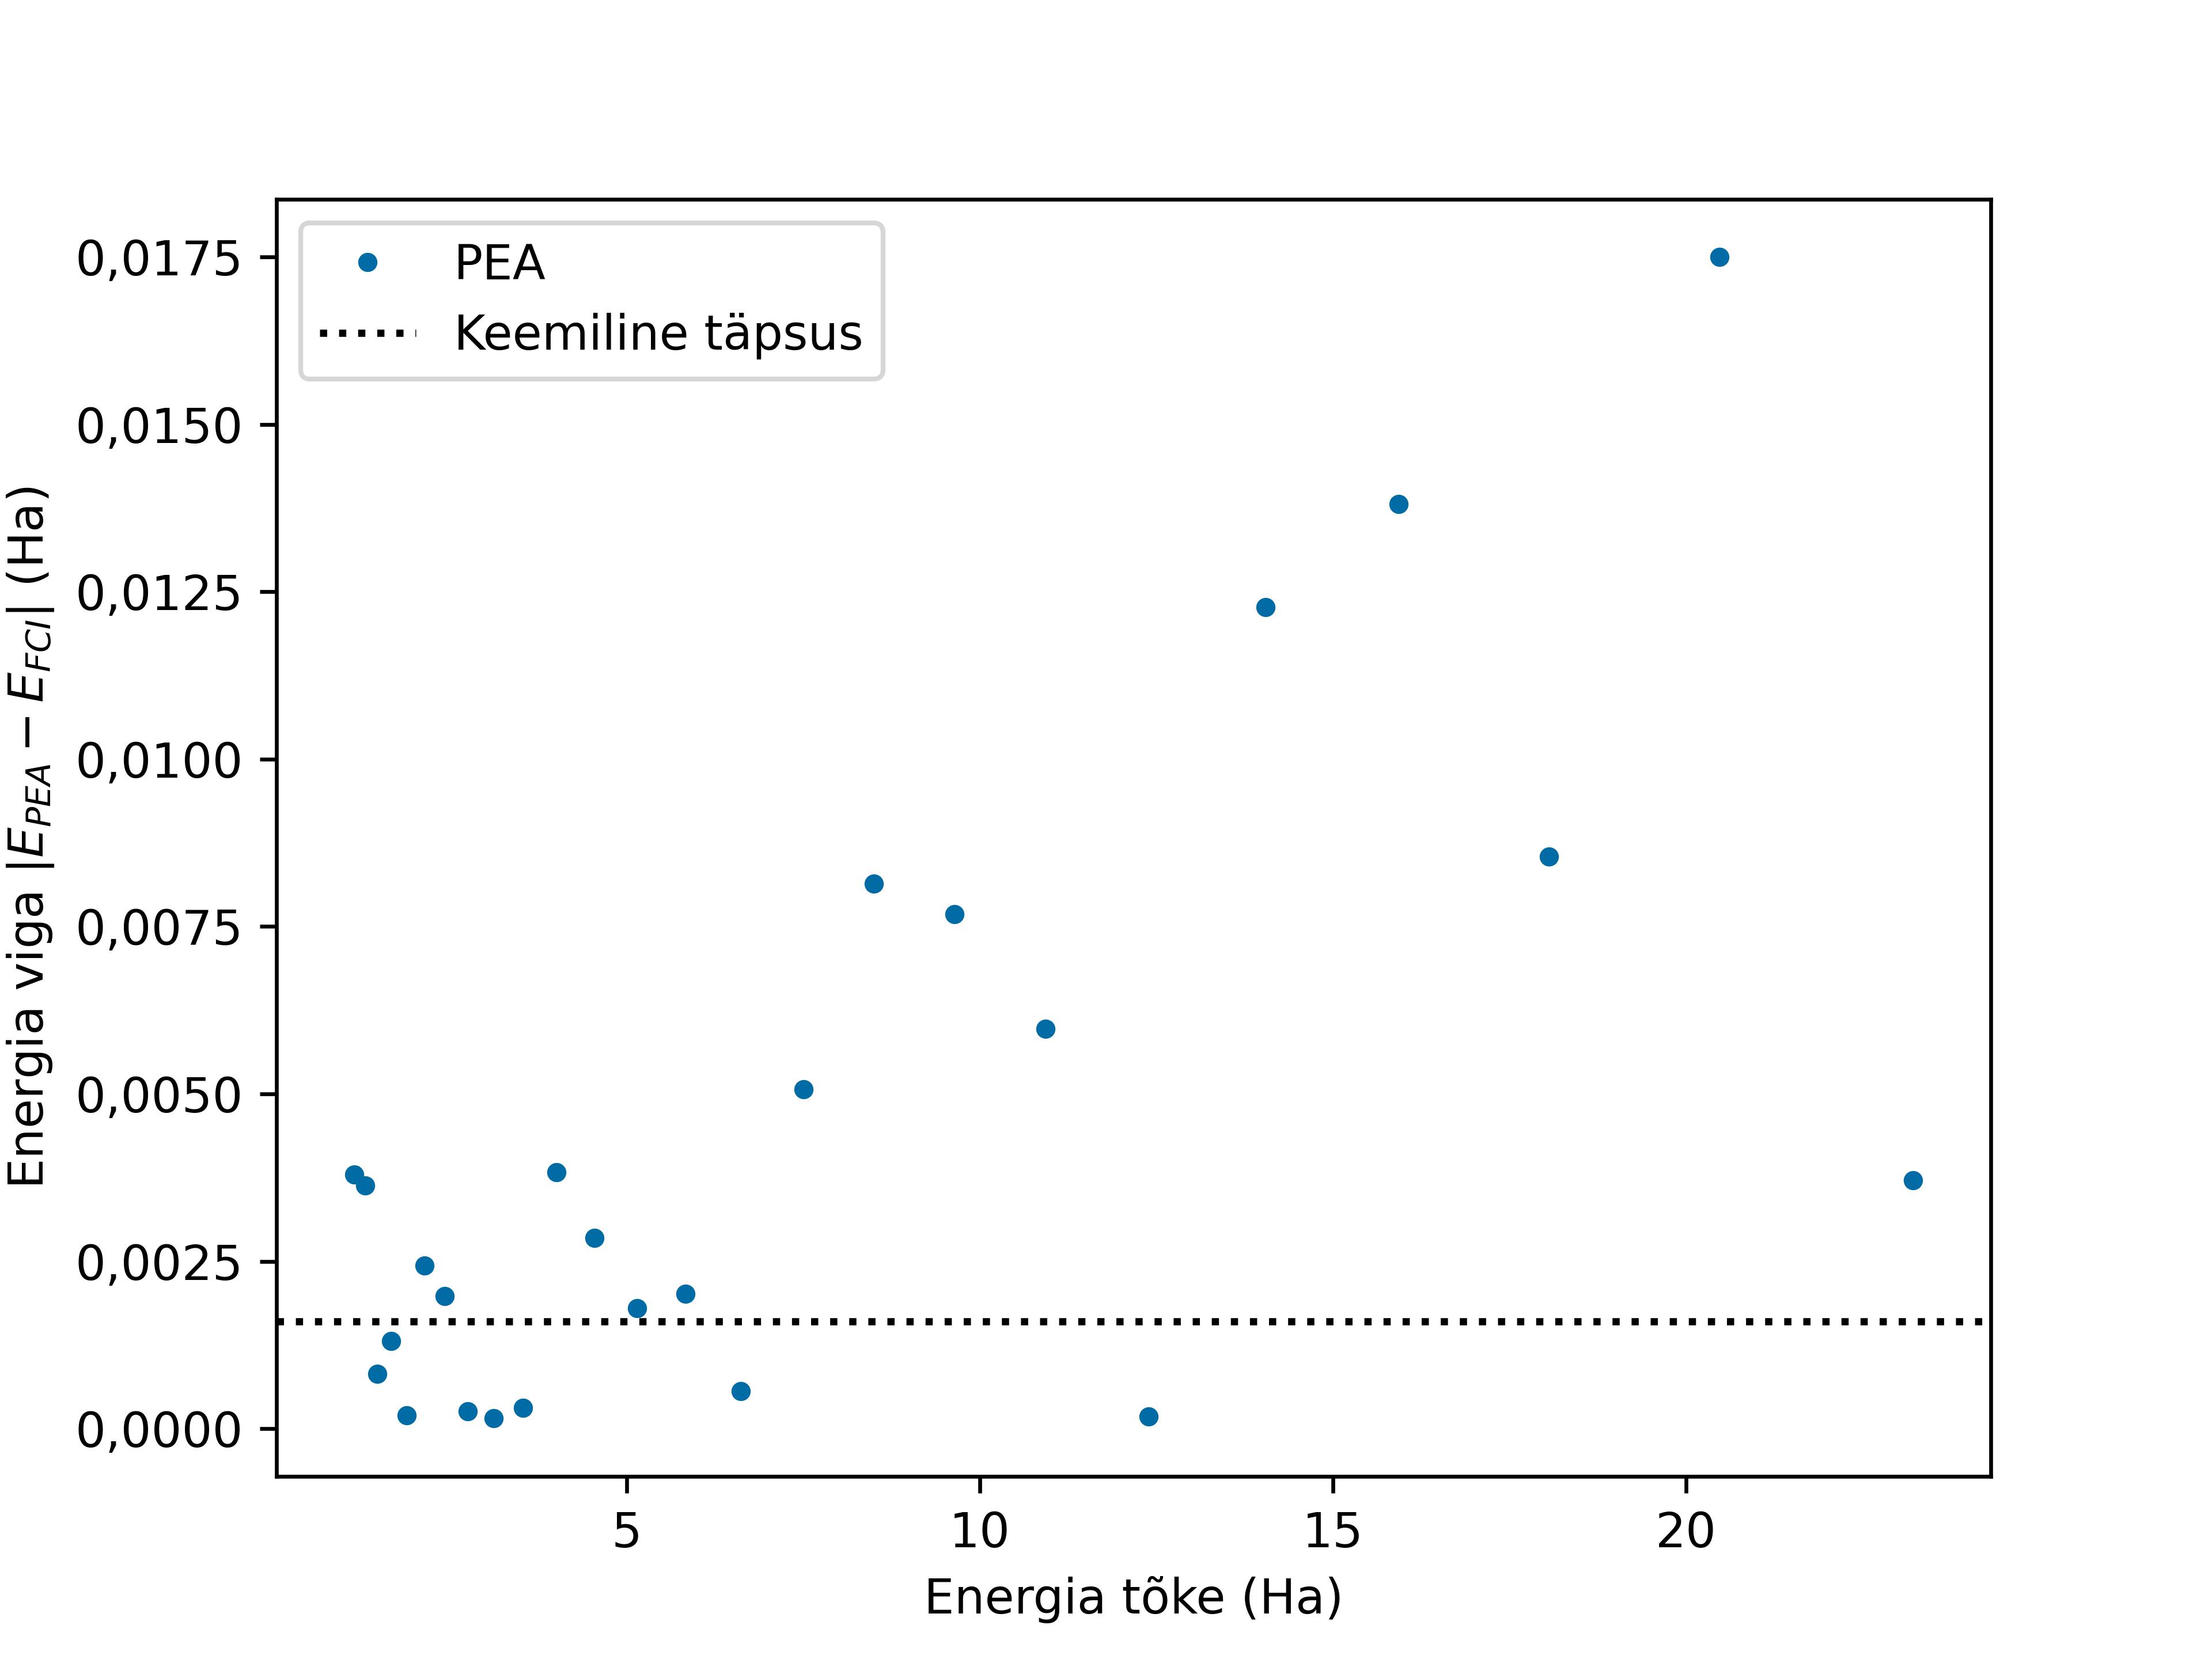 PEA
Keemiline täpsus
0,0175
0,0150
0,0125
0,0100
0,0075
0,0050
0,0025
0,0000
Energia viga |E_PEA − E_FCI| (Ha)
5 10 15 20
Energia tõke (Ha)